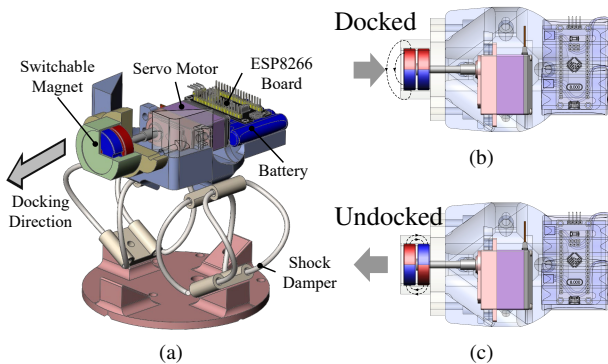 Switchable
Magnet
Servo Motor
ESP8266
Board
Battery
Docking
Direction
Shock
Damper
(a)
Docked
(b)
Undocked
(c)